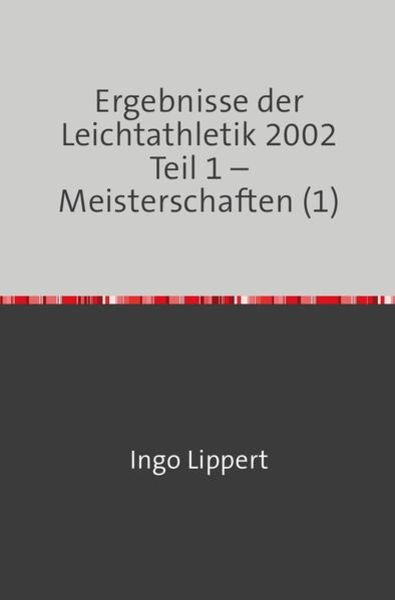 Ergebnisse der
Leichtathletik 2002
Teil 1 –
Meisterschaften (1)
Ingo Lippert